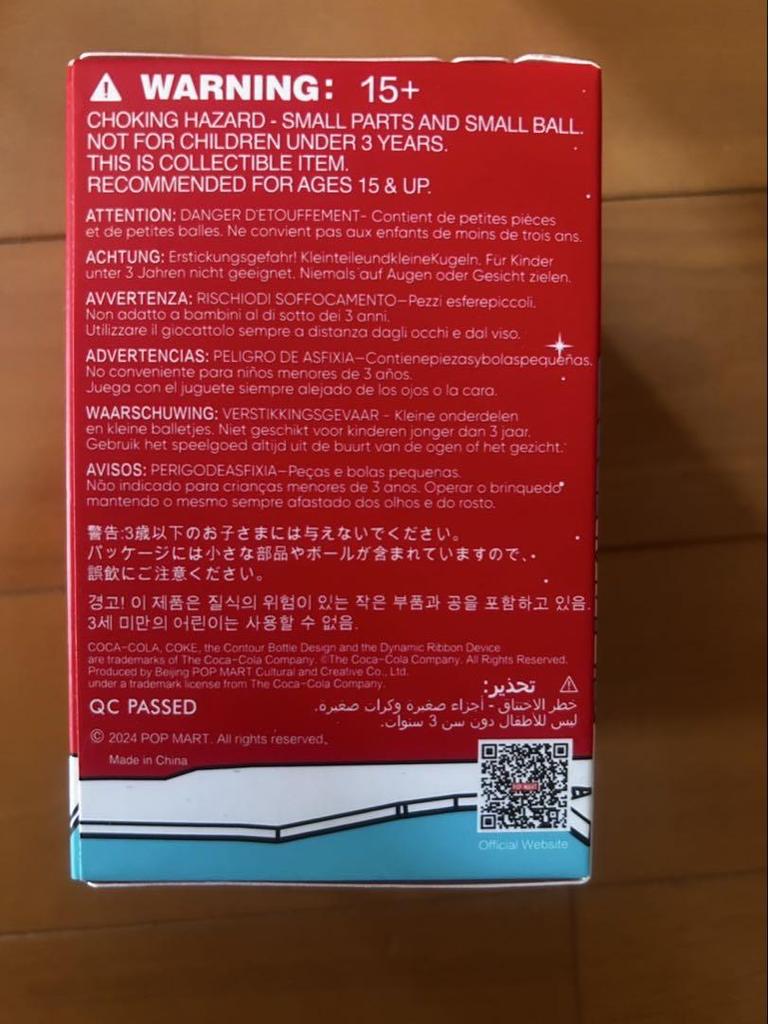 ⚠ WARNING: 15+
CHOKING HAZARD - SMALL PARTS AND SMALL BALL.
NOT FOR CHILDREN UNDER 3 YEARS.
THIS IS COLLECTIBLE ITEM.
RECOMMENDED FOR AGES 15 & UP.
ATTENTION: DANGER D'ETOUFFEMENT- Contient de petites pièces
et de petites balles. Ne convient pas aux enfants de moins de trois ans.
ACHTUNG: Erstickungsgefahr! KleinteileundkleineKugeln. Für Kinder
unter 3 Jahren nicht geeignet. Niemals auf Augen oder Gesicht zielen.
AVVERTENZA: RISCHIODI SOFFOCAMENTO—Pezzi esferepiccoli.
Non adatto a bambini al di sotto dei 3 anni.
Utilizzare il giocattolo sempre a distanza dagli occhi e dal viso.
ADVERTENCIAS: PELIGRO DE ASFIXIA—Contienepiezasybolaspequeñas.
No conveniente para niños menores de 3 años.
Juega con el juguete siempre alejado de los ojos o la cara.
WAARSCHUWING: VERSTIKKINGSGEVAAR - Kleine onderdelen
en kleine balletjes. Niet geschikt voor kinderen jonger dan 3 jaar.
Gebruik het speelgoed altijd uit de buurt van de ogen of het gezicht.
AVISOS: PERIGODEASFIXIA—Peças e bolas pequenas.
Não indicado para crianças menores de 3 anos. Operar o brinquedo
mantendo o mesmo sempre afastado dos olhos e do rosto.
警告:3歳以下のお子さまには与えないでください。
パッケージには小さな部品やボールが含まれていますので、
誤飲にご注意ください。
경고! 이 제품은 질식의 위험이 있는 작은 부품과 공을 포함하고 있음.
3세 미만의 어린이는 사용할 수 없음.
COCA-COLA, COKE, the Contour Bottle Design and the Dynamic Ribbon Device
are trademarks of The Coca-Cola Company. ©The Coca-Cola Company. All Rights Reserved.
Produced by Beijing POP MART Cultural and Creative Co., Ltd.
under a trademark license from The Coca-Cola Company.
⚠ تحذير:
خطر الاختناق - أجزاء صغيرة وكرات صغيرة.
ليس للأطفال دون سن 3 سنوات.
QC PASSED
© 2024 POP MART. All rights reserved.
Made in China
POP MART
Official Website